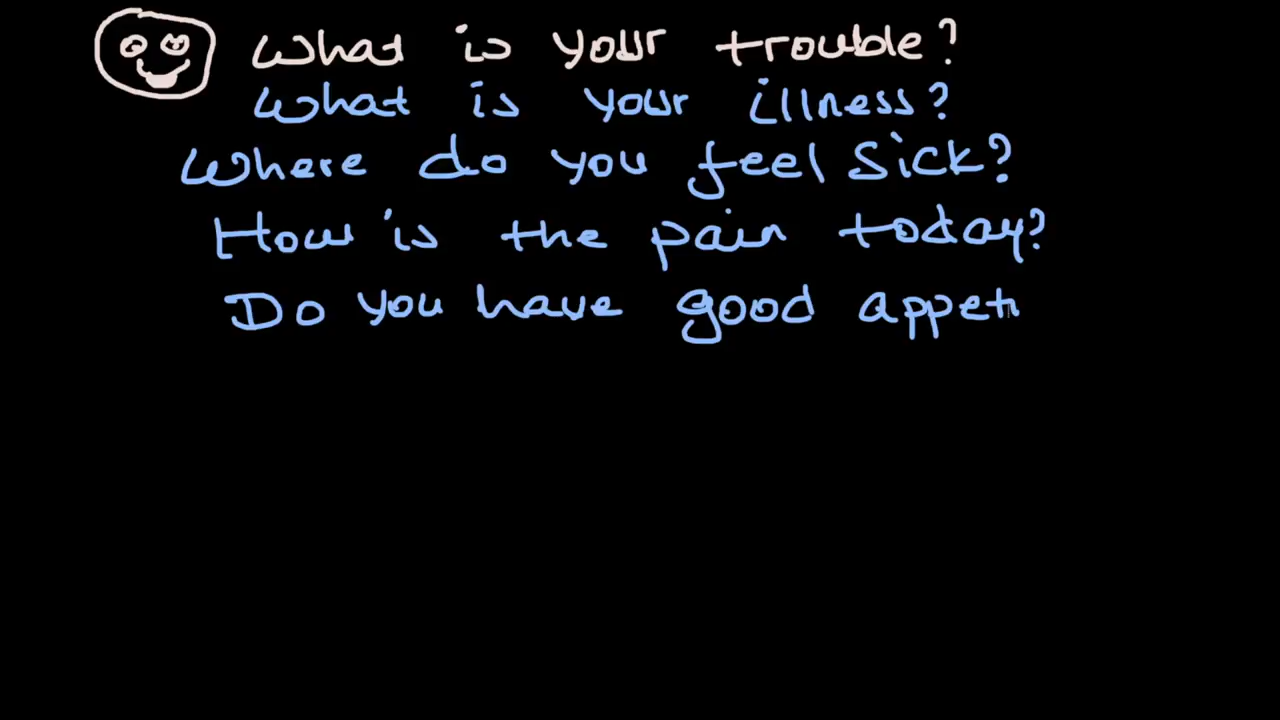 What is your trouble?
What is your illness?
Where do you feel Sick?
How is the pain today?
Do you have good appet